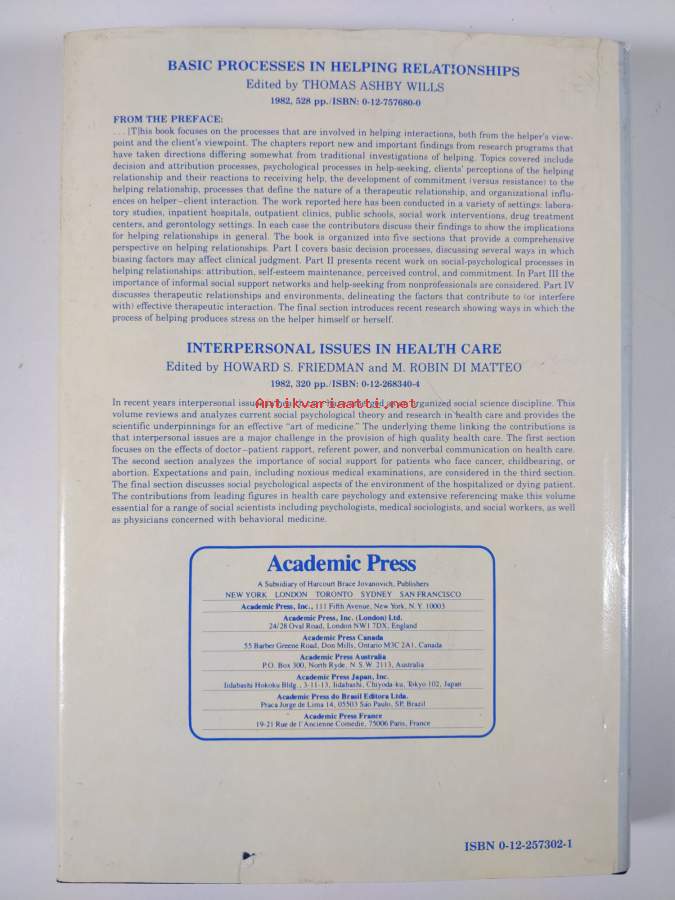 BASIC PROCESSES IN HELPING RELATIONSHIPS
Edited by THOMAS ASHBY WILLS
1982, 528 pp./ISBN: 0-12-757680-0
FROM THE PREFACE:
. . . [T]his book focuses on the processes that are involved in helping interactions, both from the helper's view-
point and the client's viewpoint. The chapters report new and important findings from research programs that
have taken directions differing somewhat from traditional investigations of helping. Topics covered include
decision and attribution processes, psychological processes in help-seeking, clients' perceptions of the helping
relationship and their reactions to receiving help, the development of commitment (versus resistance) to the
helping relationship, processes that define the nature of a therapeutic relationship, and organizational influ-
ences on helper–client interaction. The work reported here has been conducted in a variety of settings: labora-
tory studies, inpatient hospitals, outpatient clinics, public schools, social work interventions, drug treatment
centers, and gerontology settings. In each case the contributors discuss their findings to show the implications
for helping relationships in general. The book is organized into five sections that provide a comprehensive
perspective on helping relationships. Part I covers basic decision processes, discussing several ways in which
biasing factors may affect clinical judgment. Part II presents recent work on social-psychological processes in
helping relationships: attribution, self-esteem maintenance, perceived control, and commitment. In Part III the
importance of informal social support networks and help-seeking from nonprofessionals are considered. Part IV
discusses therapeutic relationships and environments, delineating the factors that contribute to (or interfere
with) effective therapeutic interaction. The final section introduces recent research showing ways in which the
process of helping produces stress on the helper himself or herself.
INTERPERSONAL ISSUES IN HEALTH CARE
Edited by HOWARD S. FRIEDMAN and M. ROBIN DI MATTEO
1982, 320 pp./ISBN: 0-12-268340-4
Antikvariaatti.net
In recent years interpersonal issues organized social science discipline. This
volume reviews and analyzes current social psychological theory and research in health care and provides the
scientific underpinnings for an effective "art of medicine." The underlying theme linking the contributions is
that interpersonal issues are a major challenge in the provision of high quality health care. The first section
focuses on the effects of doctor–patient rapport, referent power, and nonverbal communication on health care.
The second section analyzes the importance of social support for patients who face cancer, childbearing, or
abortion. Expectations and pain, including noxious medical examinations, are considered in the third section.
The final section discusses social psychological aspects of the environment of the hospitalized or dying patient.
The contributions from leading figures in health care psychology and extensive referencing make this volume
essential for a range of social scientists including psychologists, medical sociologists, and social workers, as well
as physicians concerned with behavioral medicine.
Academic Press
A Subsidiary of Harcourt Brace Jovanovich, Publishers
NEW YORK LONDON TORONTO SYDNEY SAN FRANCISCO
Academic Press, Inc., 111 Fifth Avenue, New York, N.Y. 10003
Academic Press, Inc. (London) Ltd.
24/28 Oval Road, London NW1 7DX, England
Academic Press Canada
55 Barber Greene Road, Don Mills, Ontario M3C 2A1, Canada
Academic Press Australia
P.O. Box 300, North Ryde, N.S.W. 2113, Australia
Academic Press Japan, Inc.
Iidabashi Hokoku Bldg., 3-11-13, Iidabashi, Chiyoda-ku, Tokyo 102, Japan
Academic Press do Brasil Editora Ltda.
Praca Jorge de Lima 14, 05503 São Paulo, SP, Brazil
Academic Press France
19-21 Rue de l'Ancienne Comedie, 75006 Paris, France
ISBN 0-12-257302-1